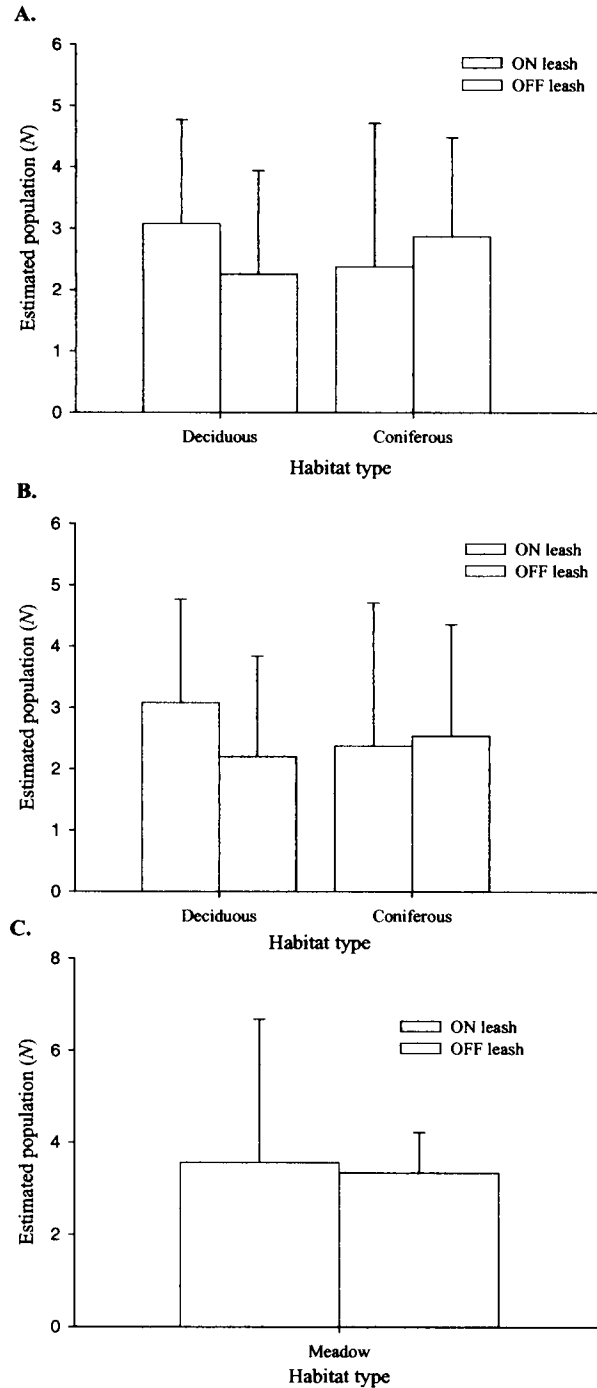 A.
6
5
4
3
2
1
0
Estimated population (N)
ON leash
OFF leash
Deciduous Coniferous
Habitat type
B.
6
5
4
3
2
1
0
Estimated population (N)
ON leash
OFF leash
Deciduous Coniferous
Habitat type
C.
8
6
4
2
0
Estimated population (N)
ON leash
OFF leash
Meadow
Habitat type